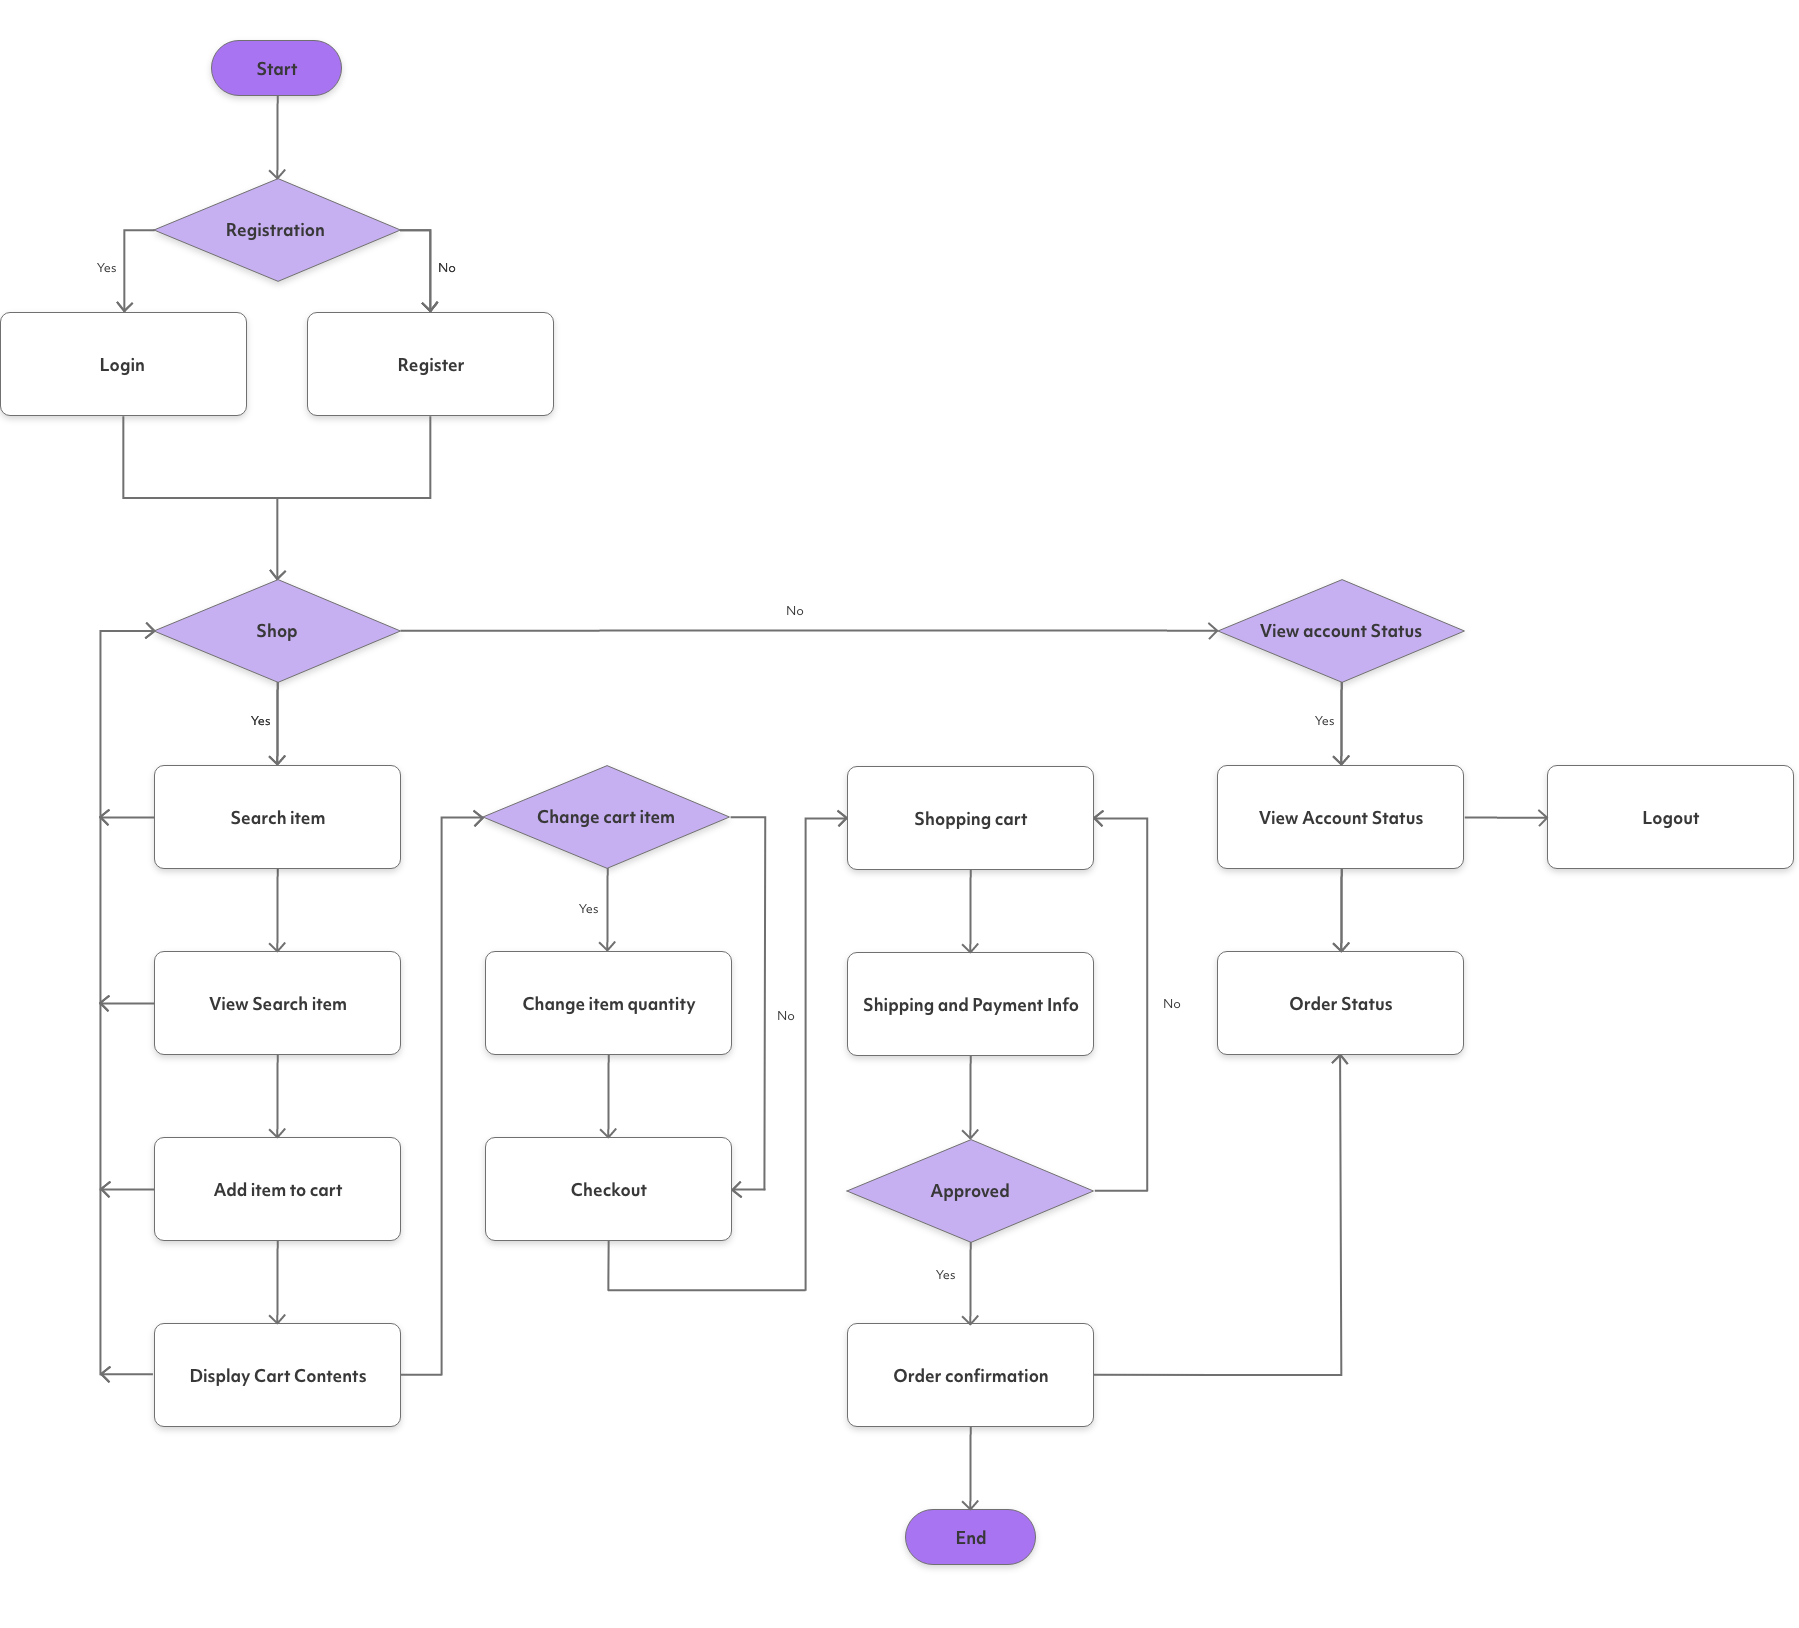 Start
Registration
Yes
No
Login
Register
No
Shop
View account Status
Yes
Yes
Search item
Change cart item
Shopping cart
View Account Status
Logout
Yes
View Search item
Change item quantity
No
Shipping and Payment Info
No
Order Status
Add item to cart
Checkout
Approved
Yes
Display Cart Contents
Order confirmation
End